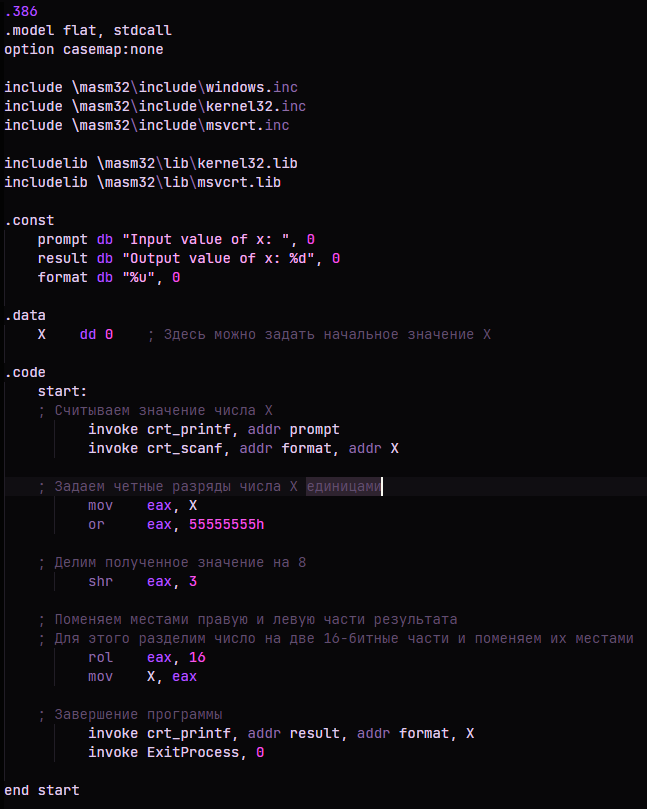 .386
.model flat, stdcall
option casemap:none

include \masm32\include\windows.inc
include \masm32\include\kernel32.inc
include \masm32\include\msvcrt.inc

includelib \masm32\lib\kernel32.lib
includelib \masm32\lib\msvcrt.lib

.const
    prompt db "Input value of x: ", 0
    result db "Output value of x: %d", 0
    format db "%u", 0

.data
    X    dd 0    ; Здесь можно задать начальное значение X

.code
    start:
    ; Считываем значение числа X
          invoke crt_printf, addr prompt
          invoke crt_scanf, addr format, addr X

    ; Задаем четные разряды числа X единицами
          mov    eax, X
          or     eax, 55555555h

    ; Делим полученное значение на 8
          shr    eax, 3

    ; Поменяем местами правую и левую части результата
    ; Для этого разделим число на две 16-битные части и поменяем их местами
          rol    eax, 16
          mov    X, eax

    ; Завершение программы
          invoke crt_printf, addr result, addr format, X
          invoke ExitProcess, 0

end start